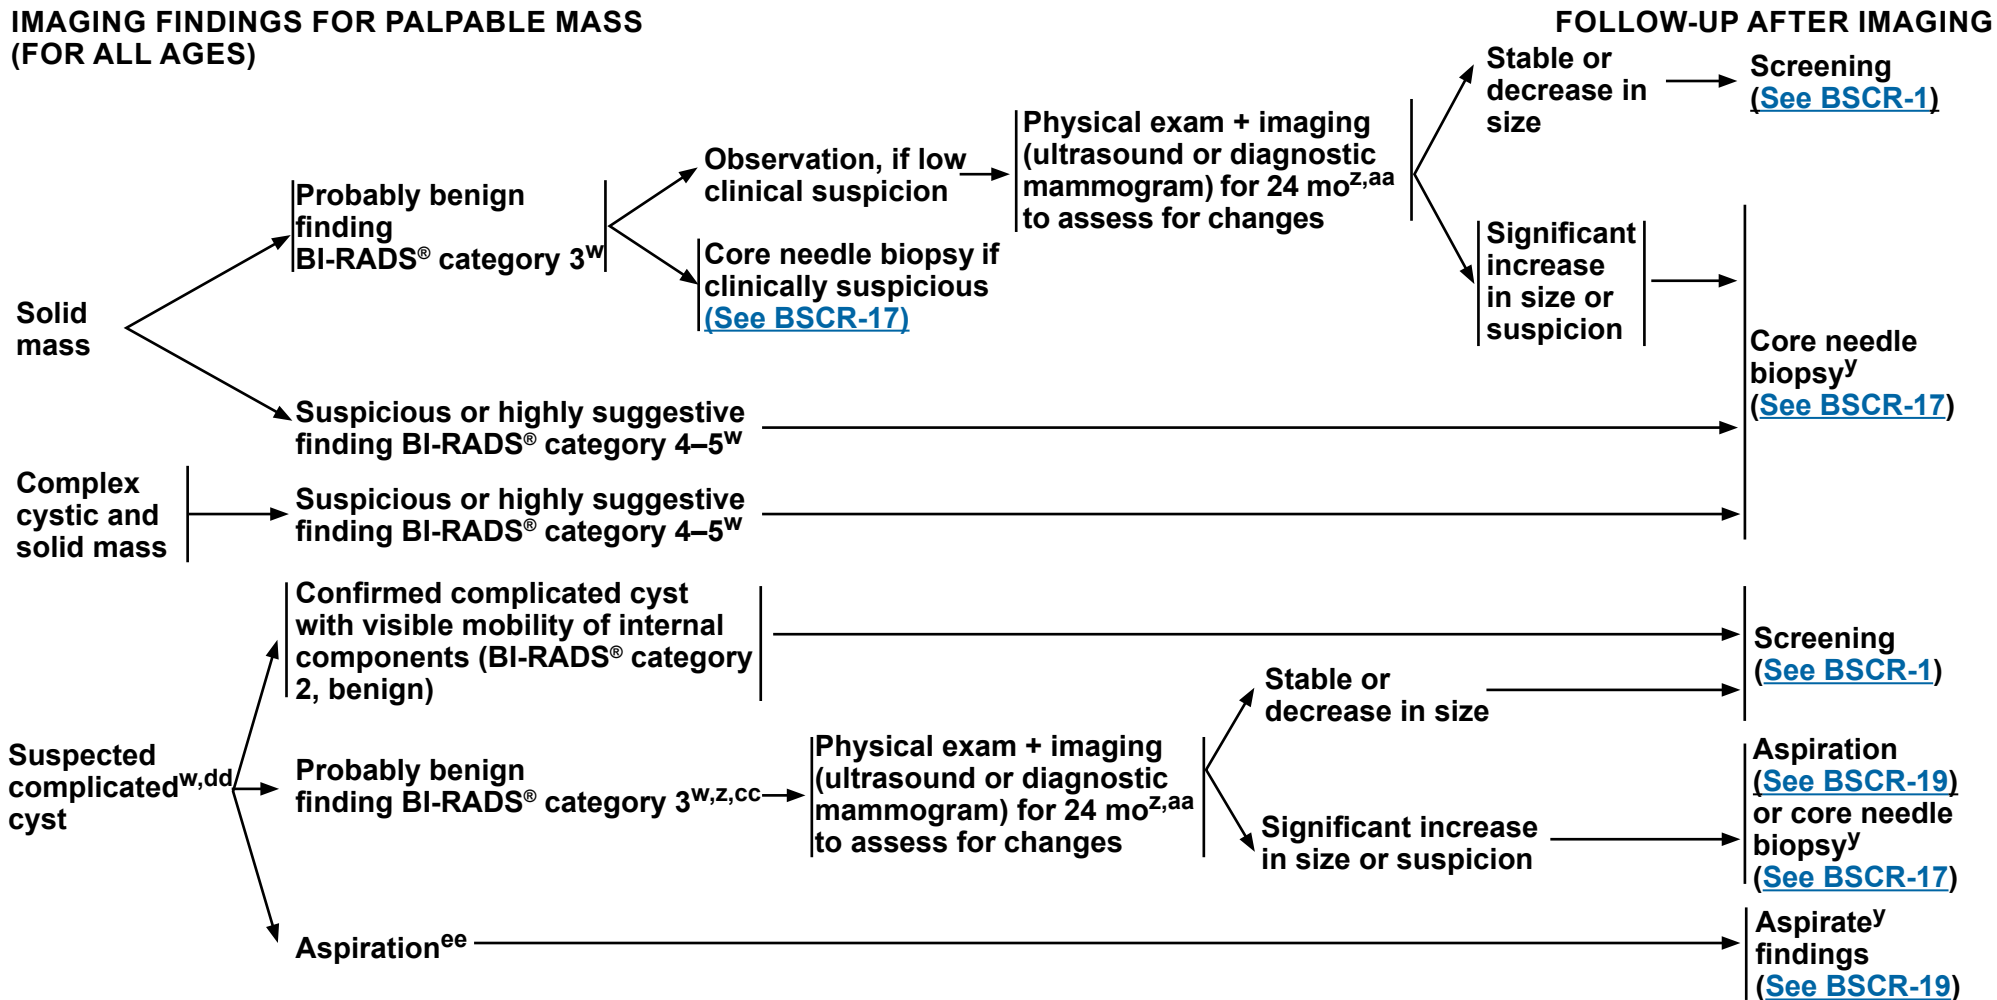 IMAGING FINDINGS FOR PALPABLE MASS
(FOR ALL AGES)
FOLLOW-UP AFTER IMAGING
Solid
mass
Probably benign
finding
BI-RADS® category 3w
Observation, if low
clinical suspicion
Core needle biopsy if
clinically suspicious
(See BSCR-17)
Physical exam + imaging
(ultrasound or diagnostic
mammogram) for 24 moz,aa
to assess for changes
Stable or
decrease in
size
Screening
(See BSCR-1)
Significant
increase
in size or
suspicion
Core needle
biopsyy
(See BSCR-17)
Suspicious or highly suggestive
finding BI-RADS® category 4–5w
Complex
cystic and
solid mass
Suspicious or highly suggestive
finding BI-RADS® category 4–5w
Suspected
complicatedw,dd
cyst
Confirmed complicated cyst
with visible mobility of internal
components (BI-RADS® category
2, benign)
Screening
(See BSCR-1)
Probably benign
finding BI-RADS® category 3w,z,cc
Physical exam + imaging
(ultrasound or diagnostic
mammogram) for 24 moz,aa
to assess for changes
Stable or
decrease in size
Significant increase
in size or suspicion
Aspiration
(See BSCR-19)
or core needle
biopsyy
(See BSCR-17)
Aspirationee
Aspiratey
findings
(See BSCR-19)